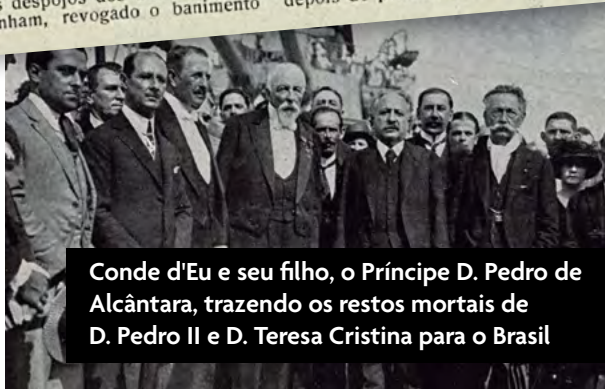 despojos
nham, revogado o banimento depois
Conde d'Eu e seu filho, o Príncipe D. Pedro de
Alcântara, trazendo os restos mortais de
D. Pedro II e D. Teresa Cristina para o Brasil